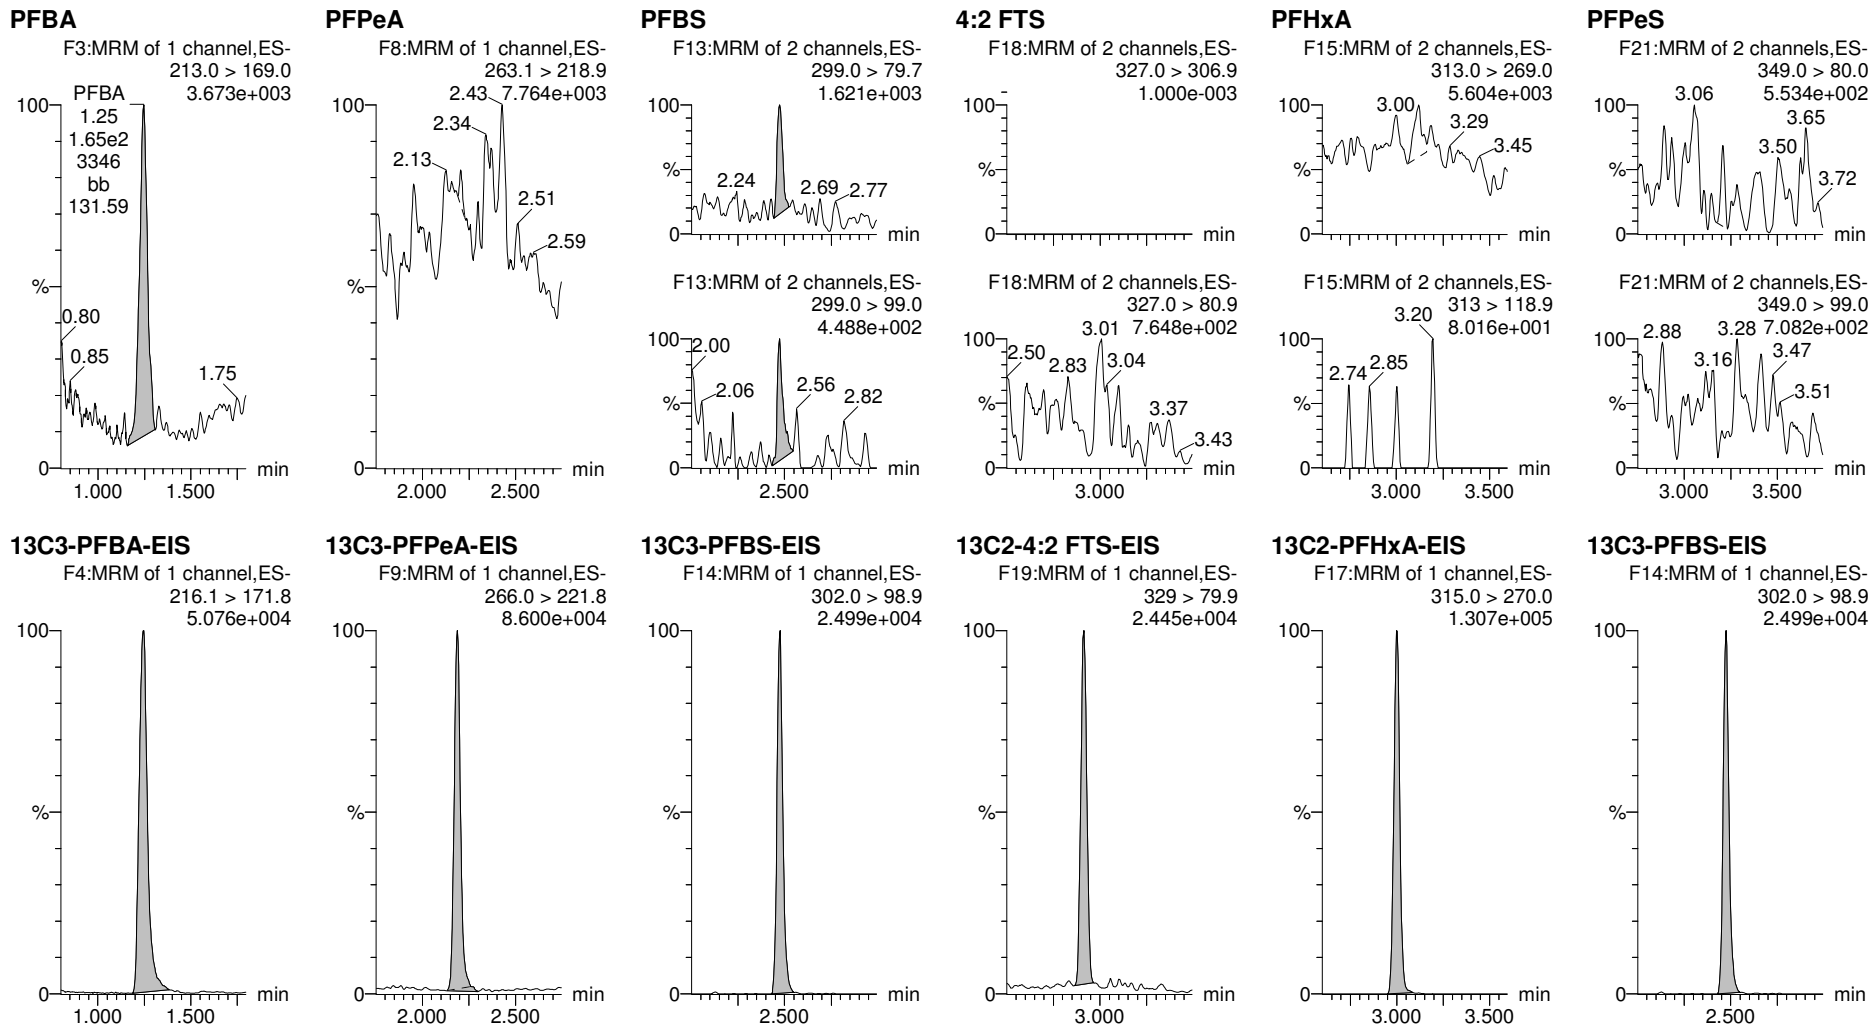 PFBA
F3:MRM of 1 channel,ES-
213.0 > 169.0
3.673e+003
PFBA
1.25
1.65e2
3346
bb
131.59
100
%
0
0.80
0.85
1.75
min
1.000 1.500
PFPeA
F8:MRM of 1 channel,ES-
263.1 > 218.9
7.764e+003
100
%
0
2.43
2.34
2.13
2.51
2.59
min
2.000 2.500
PFBS
F13:MRM of 2 channels,ES-
299.0 > 79.7
1.621e+003
100
%
0
2.24
2.69
2.77
min
F13:MRM of 2 channels,ES-
299.0 > 99.0
4.488e+002
100
%
0
2.00
2.06
2.56
2.82
min
2.500
4:2 FTS
F18:MRM of 2 channels,ES-
327.0 > 306.9
1.000e-003
100
%
0
min
F18:MRM of 2 channels,ES-
327.0 > 80.9
7.648e+002
100
%
0
3.01
2.50
2.83
3.04
3.37
3.43
min
3.000
PFHxA
F15:MRM of 2 channels,ES-
313.0 > 269.0
5.604e+003
100
%
0
3.00
3.29
3.45
min
F15:MRM of 2 channels,ES-
313 > 118.9
8.016e+001
100
%
0
3.20
2.74
2.85
min
3.000 3.500
PFPeS
F21:MRM of 2 channels,ES-
349.0 > 80.0
5.534e+002
100
%
0
3.06
3.65
3.50
3.72
min
F21:MRM of 2 channels,ES-
349.0 > 99.0
7.082e+002
100
%
0
2.88
3.28
3.16
3.47
3.51
min
3.000 3.500
13C3-PFBA-EIS
F4:MRM of 1 channel,ES-
216.1 > 171.8
5.076e+004
100
%
0
min
1.000 1.500
13C3-PFPeA-EIS
F9:MRM of 1 channel,ES-
266.0 > 221.8
8.600e+004
100
%
0
min
2.000 2.500
13C3-PFBS-EIS
F14:MRM of 1 channel,ES-
302.0 > 98.9
2.499e+004
100
%
0
min
2.500
13C2-4:2 FTS-EIS
F19:MRM of 1 channel,ES-
329 > 79.9
2.445e+004
100
%
0
min
3.000
13C2-PFHxA-EIS
F17:MRM of 1 channel,ES-
315.0 > 270.0
1.307e+005
100
%
0
min
3.000 3.500
13C3-PFBS-EIS
F14:MRM of 1 channel,ES-
302.0 > 98.9
2.499e+004
100
%
0
min
2.500